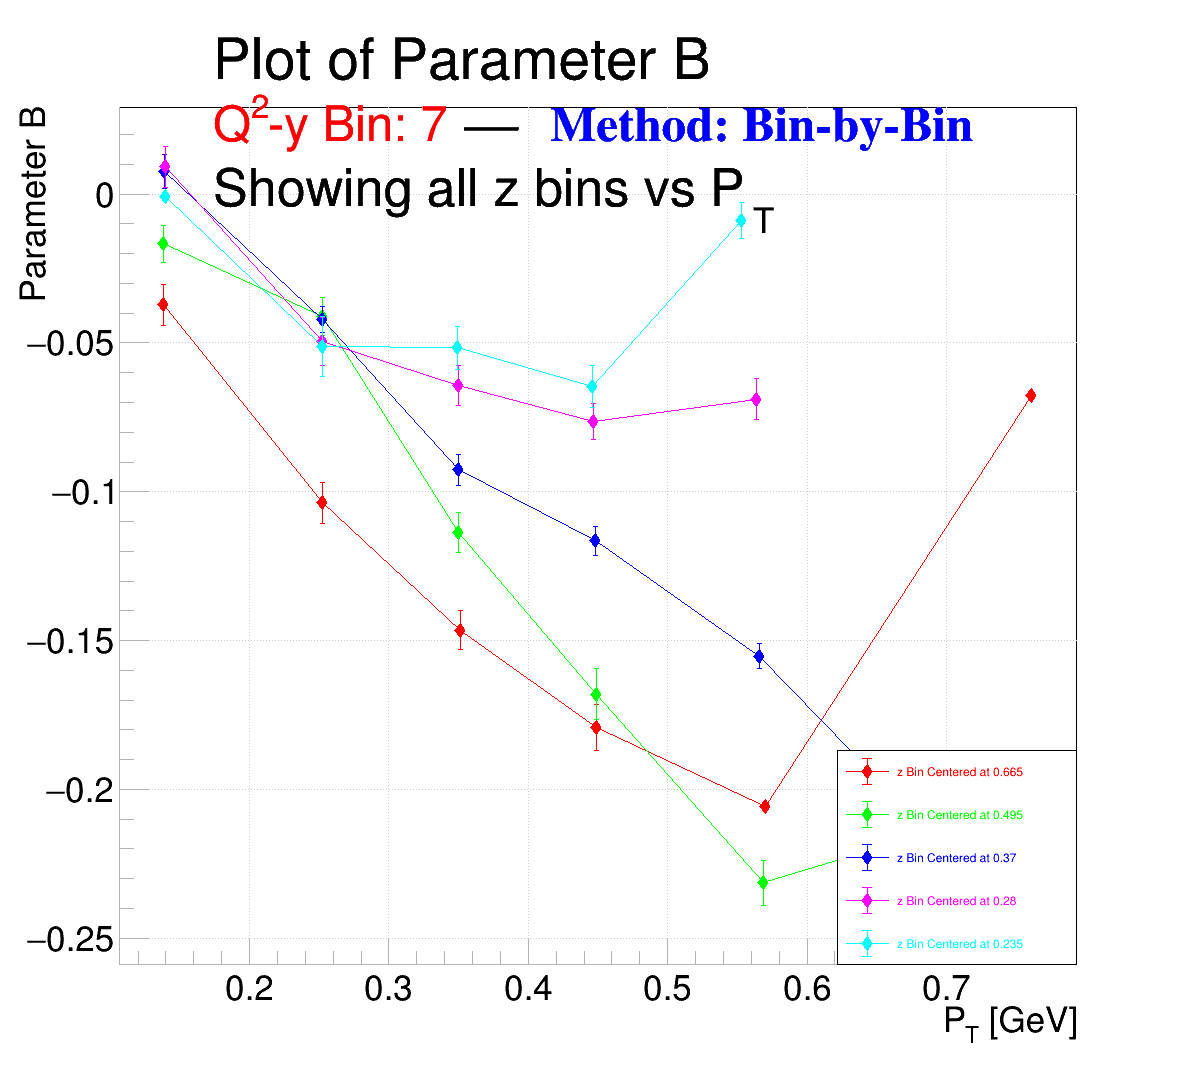 Plot of Parameter B
Q²-y Bin: 7 — Method: Bin-by-Bin
Showing all z bins vs P_T
Parameter B
0
−0.05
−0.1
−0.15
−0.2
−0.25
z Bin Centered at 0.665
z Bin Centered at 0.495
z Bin Centered at 0.37
z Bin Centered at 0.28
z Bin Centered at 0.235
0.2 0.3 0.4 0.5 0.6 0.7
P_T [GeV]